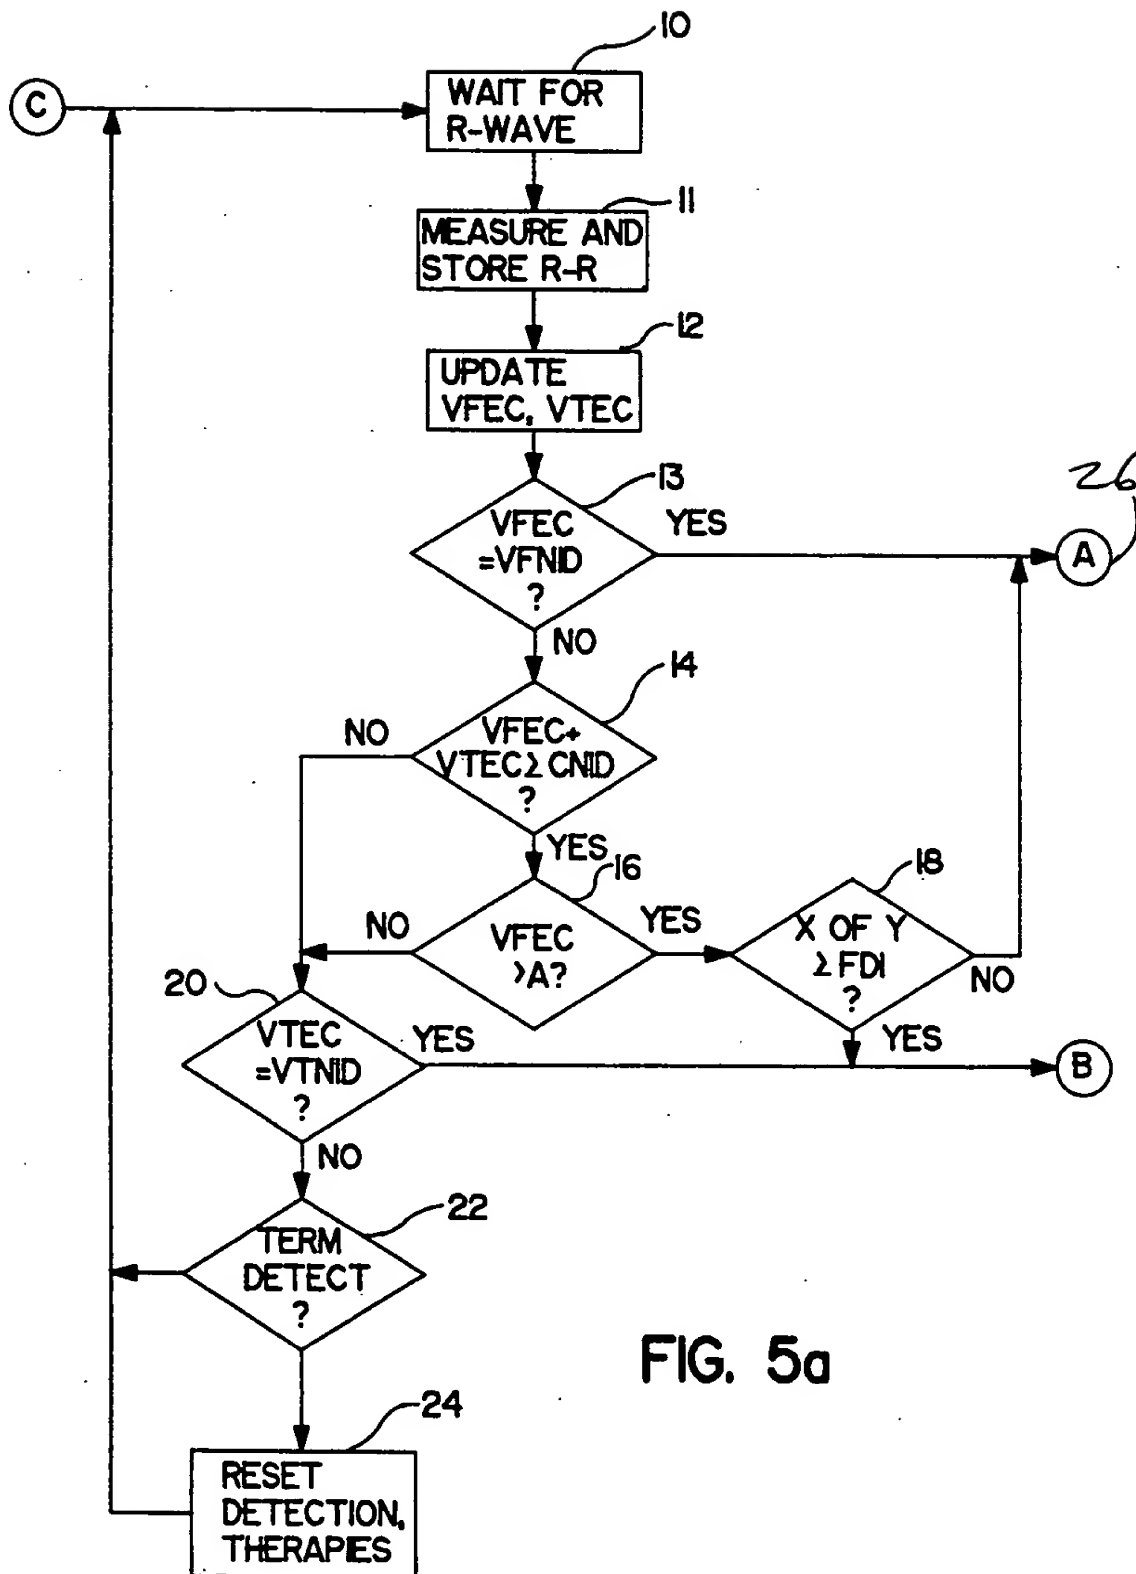 10
C
WAIT FOR
R-WAVE
11
MEASURE AND
STORE R-R
12
UPDATE
VFEC, VTEC
13
VFEC
=VFNID
?
YES
26
A
NO
14
VFEC+
VTEC≥CNID
?
NO
YES
16
VFEC
>A?
NO
YES
18
X OF Y
≥FDI
?
NO
YES
20
VTEC
=VTNID
?
YES
B
NO
22
TERM
DETECT
?
24
RESET
DETECTION,
THERAPIES
FIG. 5a